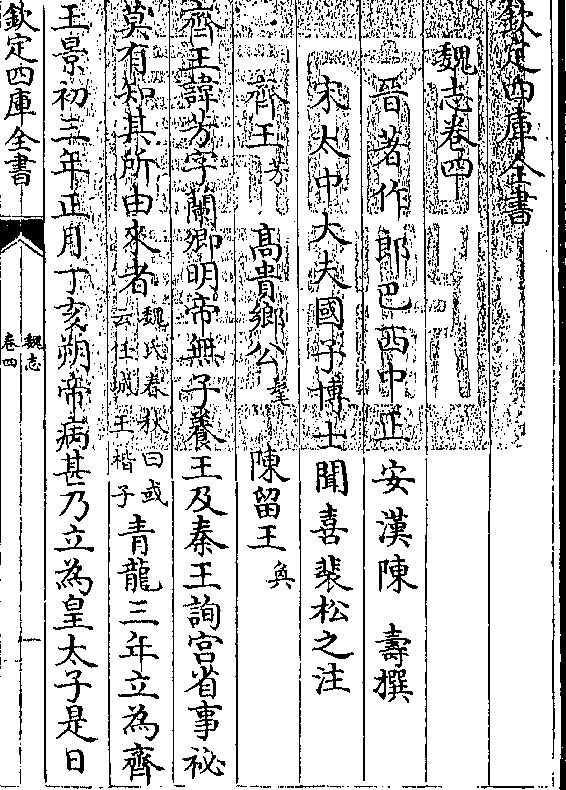 欽定四庫全書
魏志卷四
晉著作郎巴西中正安漢陳壽撰
宋太中大夫國子博士聞喜裴松之注
齊王芳 高貴鄉公髦 陳留王奐
齊王諱芳字蘭卿明帝無子養王及秦王詢宮省事祕
莫有知其所由來者魏氏春秋曰或云任城王楷子青龍三年立為齊
王景初三年正月丁亥朔帝病甚乃立為皇太子是日
欽定四庫全書
魏志
卷四
一